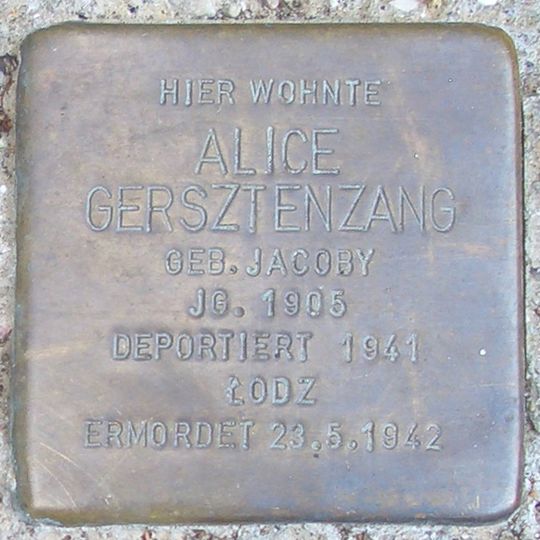 HIER WOHNTE
ALICE
GERSZTENZANG
GEB. JACOBY
JG. 1905
DEPORTIERT 1941
ŁODZ
ERMORDET 23.5.1942